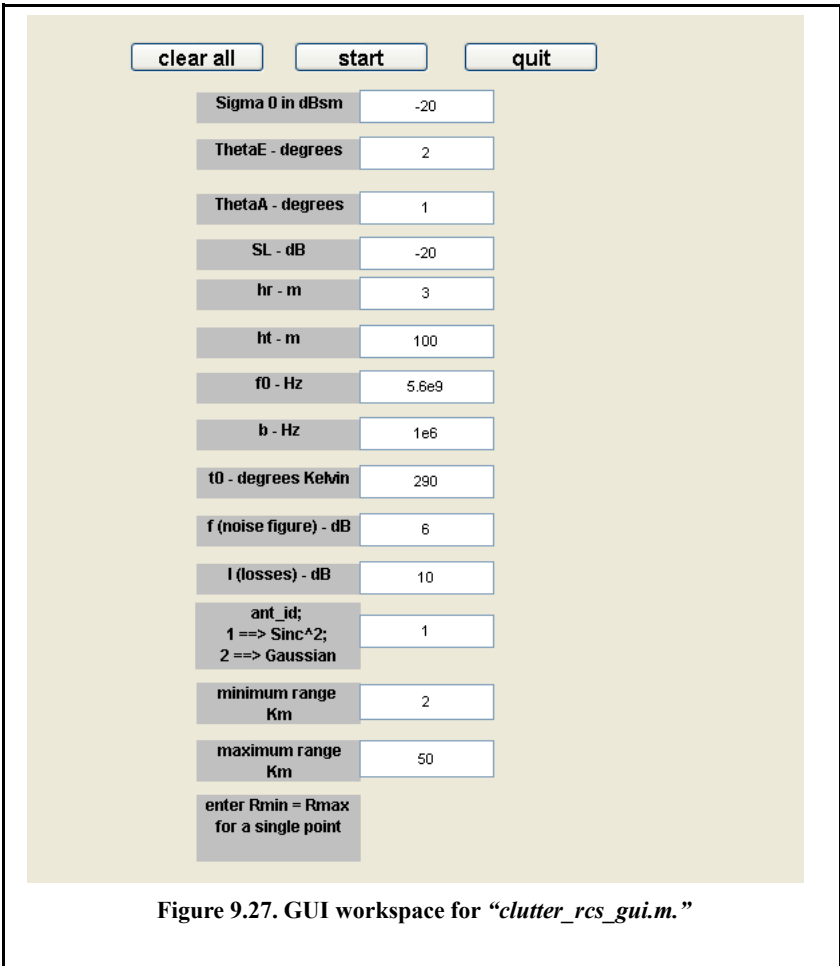 clear all start quit
Sigma 0 in dBsm -20
ThetaE - degrees 2
ThetaA - degrees 1
SL - dB -20
hr - m 3
ht - m 100
f0 - Hz 5.6e9
b - Hz 1e6
t0 - degrees Kelvin 290
f (noise figure) - dB 6
l (losses) - dB 10
ant_id;
1 ==> Sinc^2; 1
2 ==> Gaussian
minimum range
Km 2
maximum range
Km 50
enter Rmin = Rmax
for a single point
Figure 9.27. GUI workspace for “clutter_rcs_gui.m.”